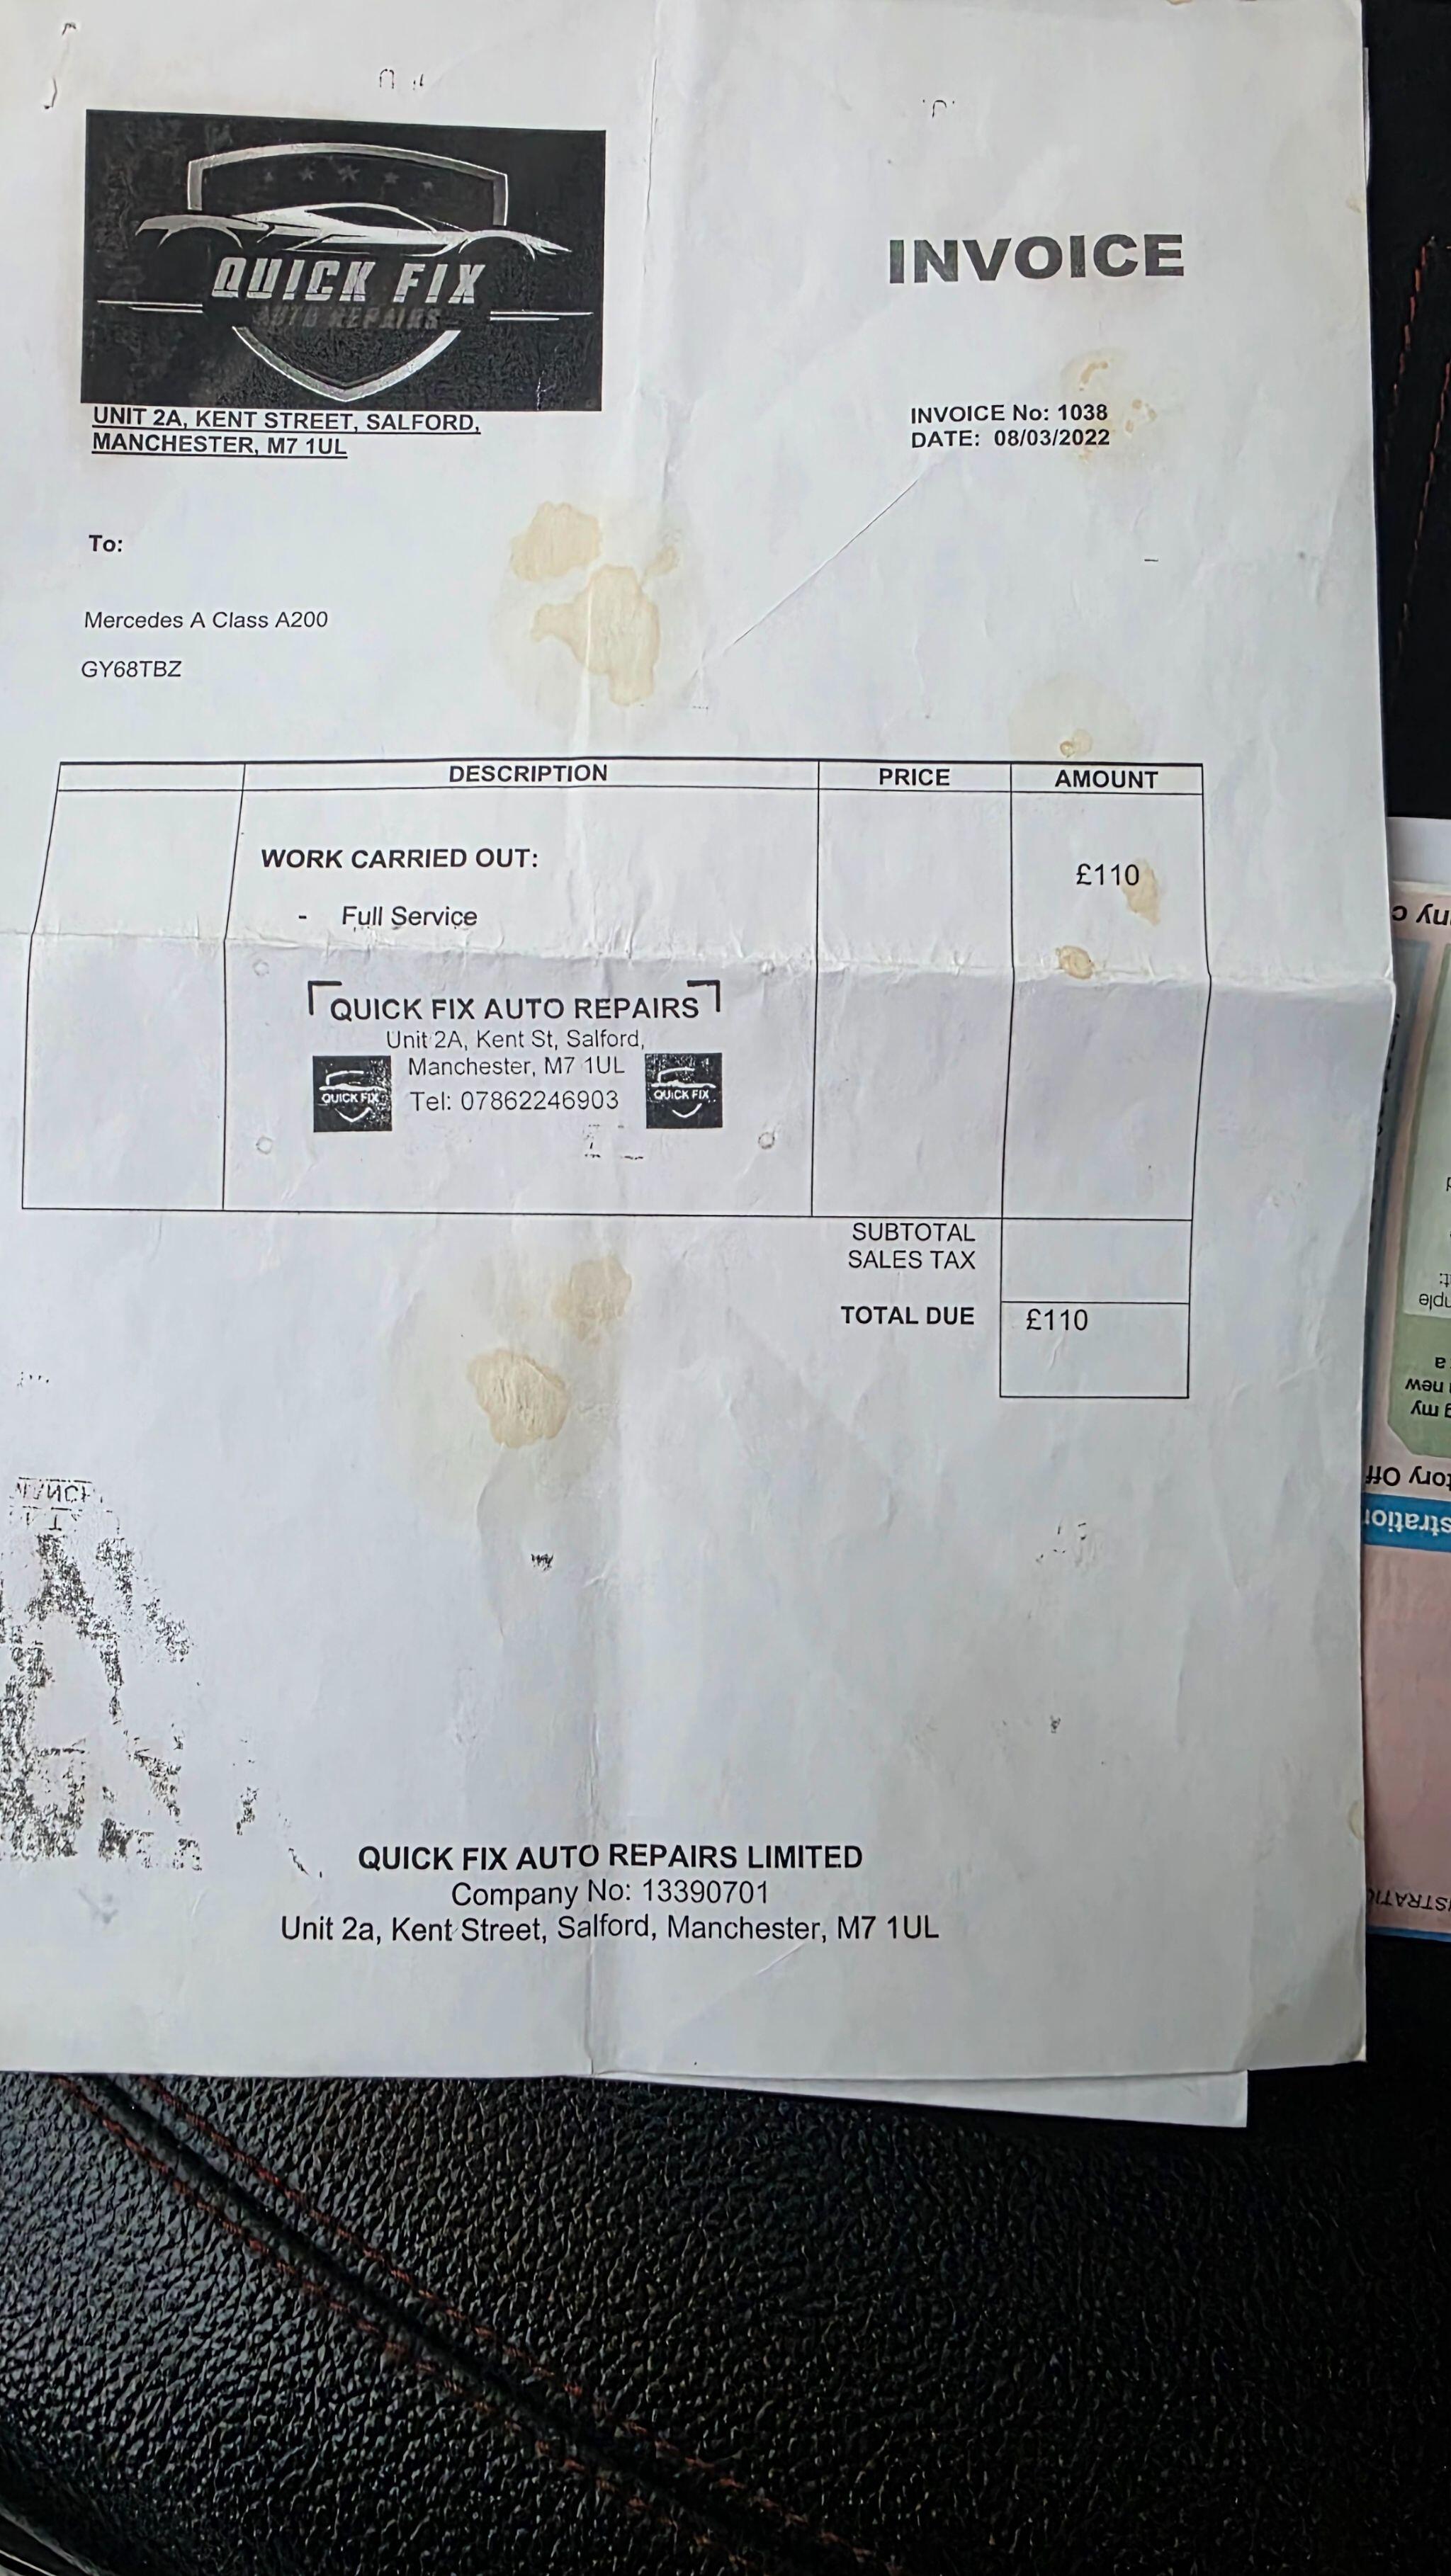 QUICK FIX
AUTO REPAIRS
UNIT 2A, KENT STREET, SALFORD,
MANCHESTER, M7 1UL
INVOICE
INVOICE No: 1038
DATE: 08/03/2022
To:
Mercedes A Class A200
GY68TBZ
DESCRIPTION PRICE AMOUNT
WORK CARRIED OUT:
£110
- Full Service
QUICK FIX AUTO REPAIRS
Unit 2A, Kent St, Salford,
Manchester, M7 1UL
QUICK FIX
Tel: 07862246903
QUICK FIX
SUBTOTAL
SALES TAX
TOTAL DUE £110
QUICK FIX AUTO REPAIRS LIMITED
Company No: 13390701
Unit 2a, Kent Street, Salford, Manchester, M7 1UL
new
my